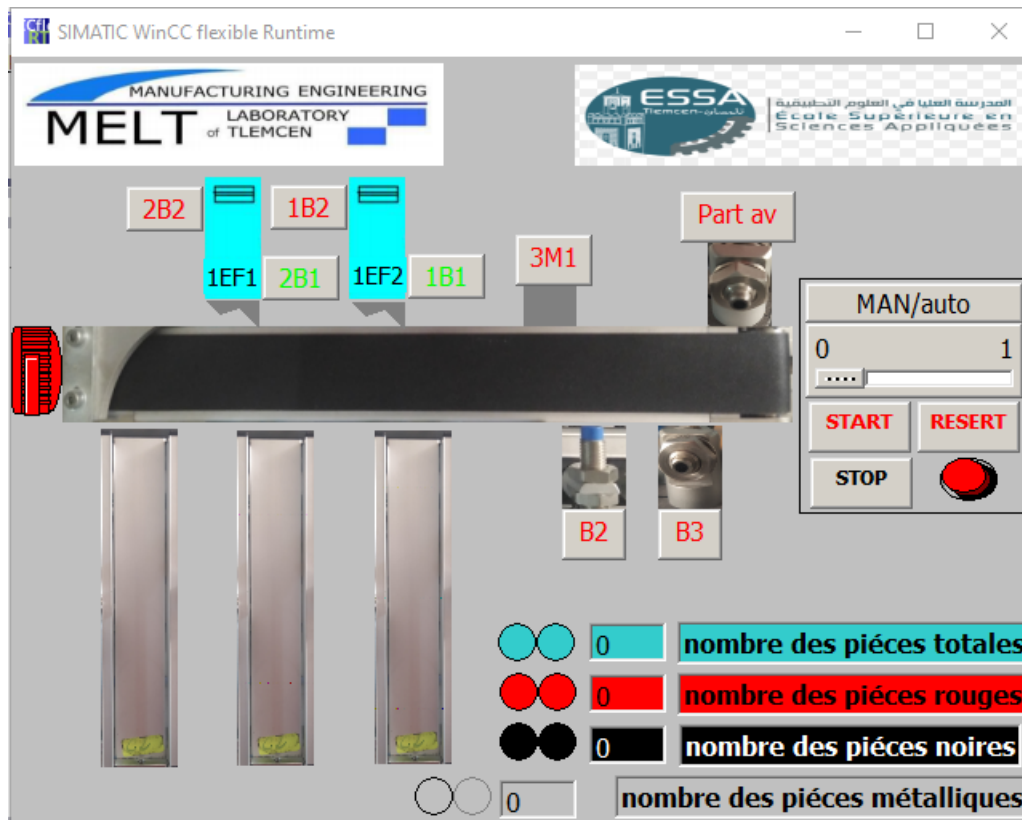 SIMATIC WinCC flexible Runtime
MANUFACTURING ENGINEERING
MELT LABORATORY
of TLEMCEN
ESSA
Tlemcen-تلمسان
المدرسة العليا في العلوم التطبيقية
École Supérieure en
Sciences Appliquées
2B2
1B2
Part av
1EF1
2B1
1EF2
1B1
3M1
MAN/auto
0 1
START RESERT
STOP
B2
B3
0 nombre des piéces totales
0 nombre des piéces rouges
0 nombre des piéces noires
0 nombre des piéces métalliques